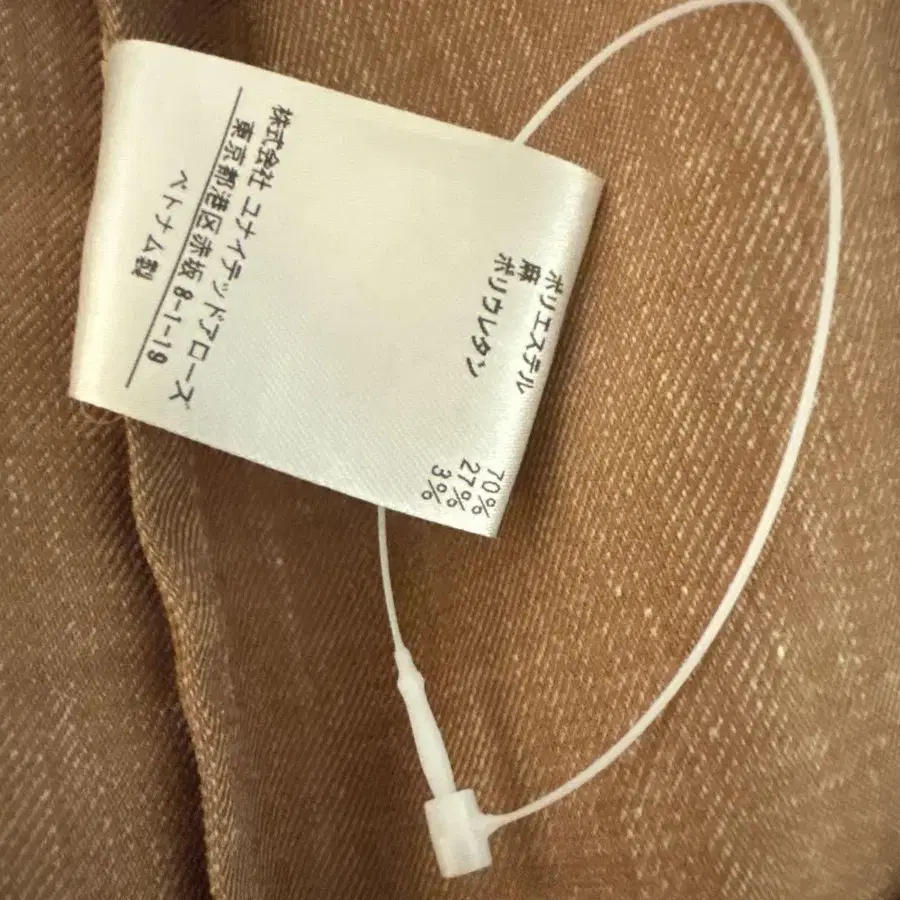 ポリエステル 70%
麻 27%
ポリウレタン 3%
株式会社 ユナイテッドアローズ
東京都港区赤坂 8-1-19
ベトナム製